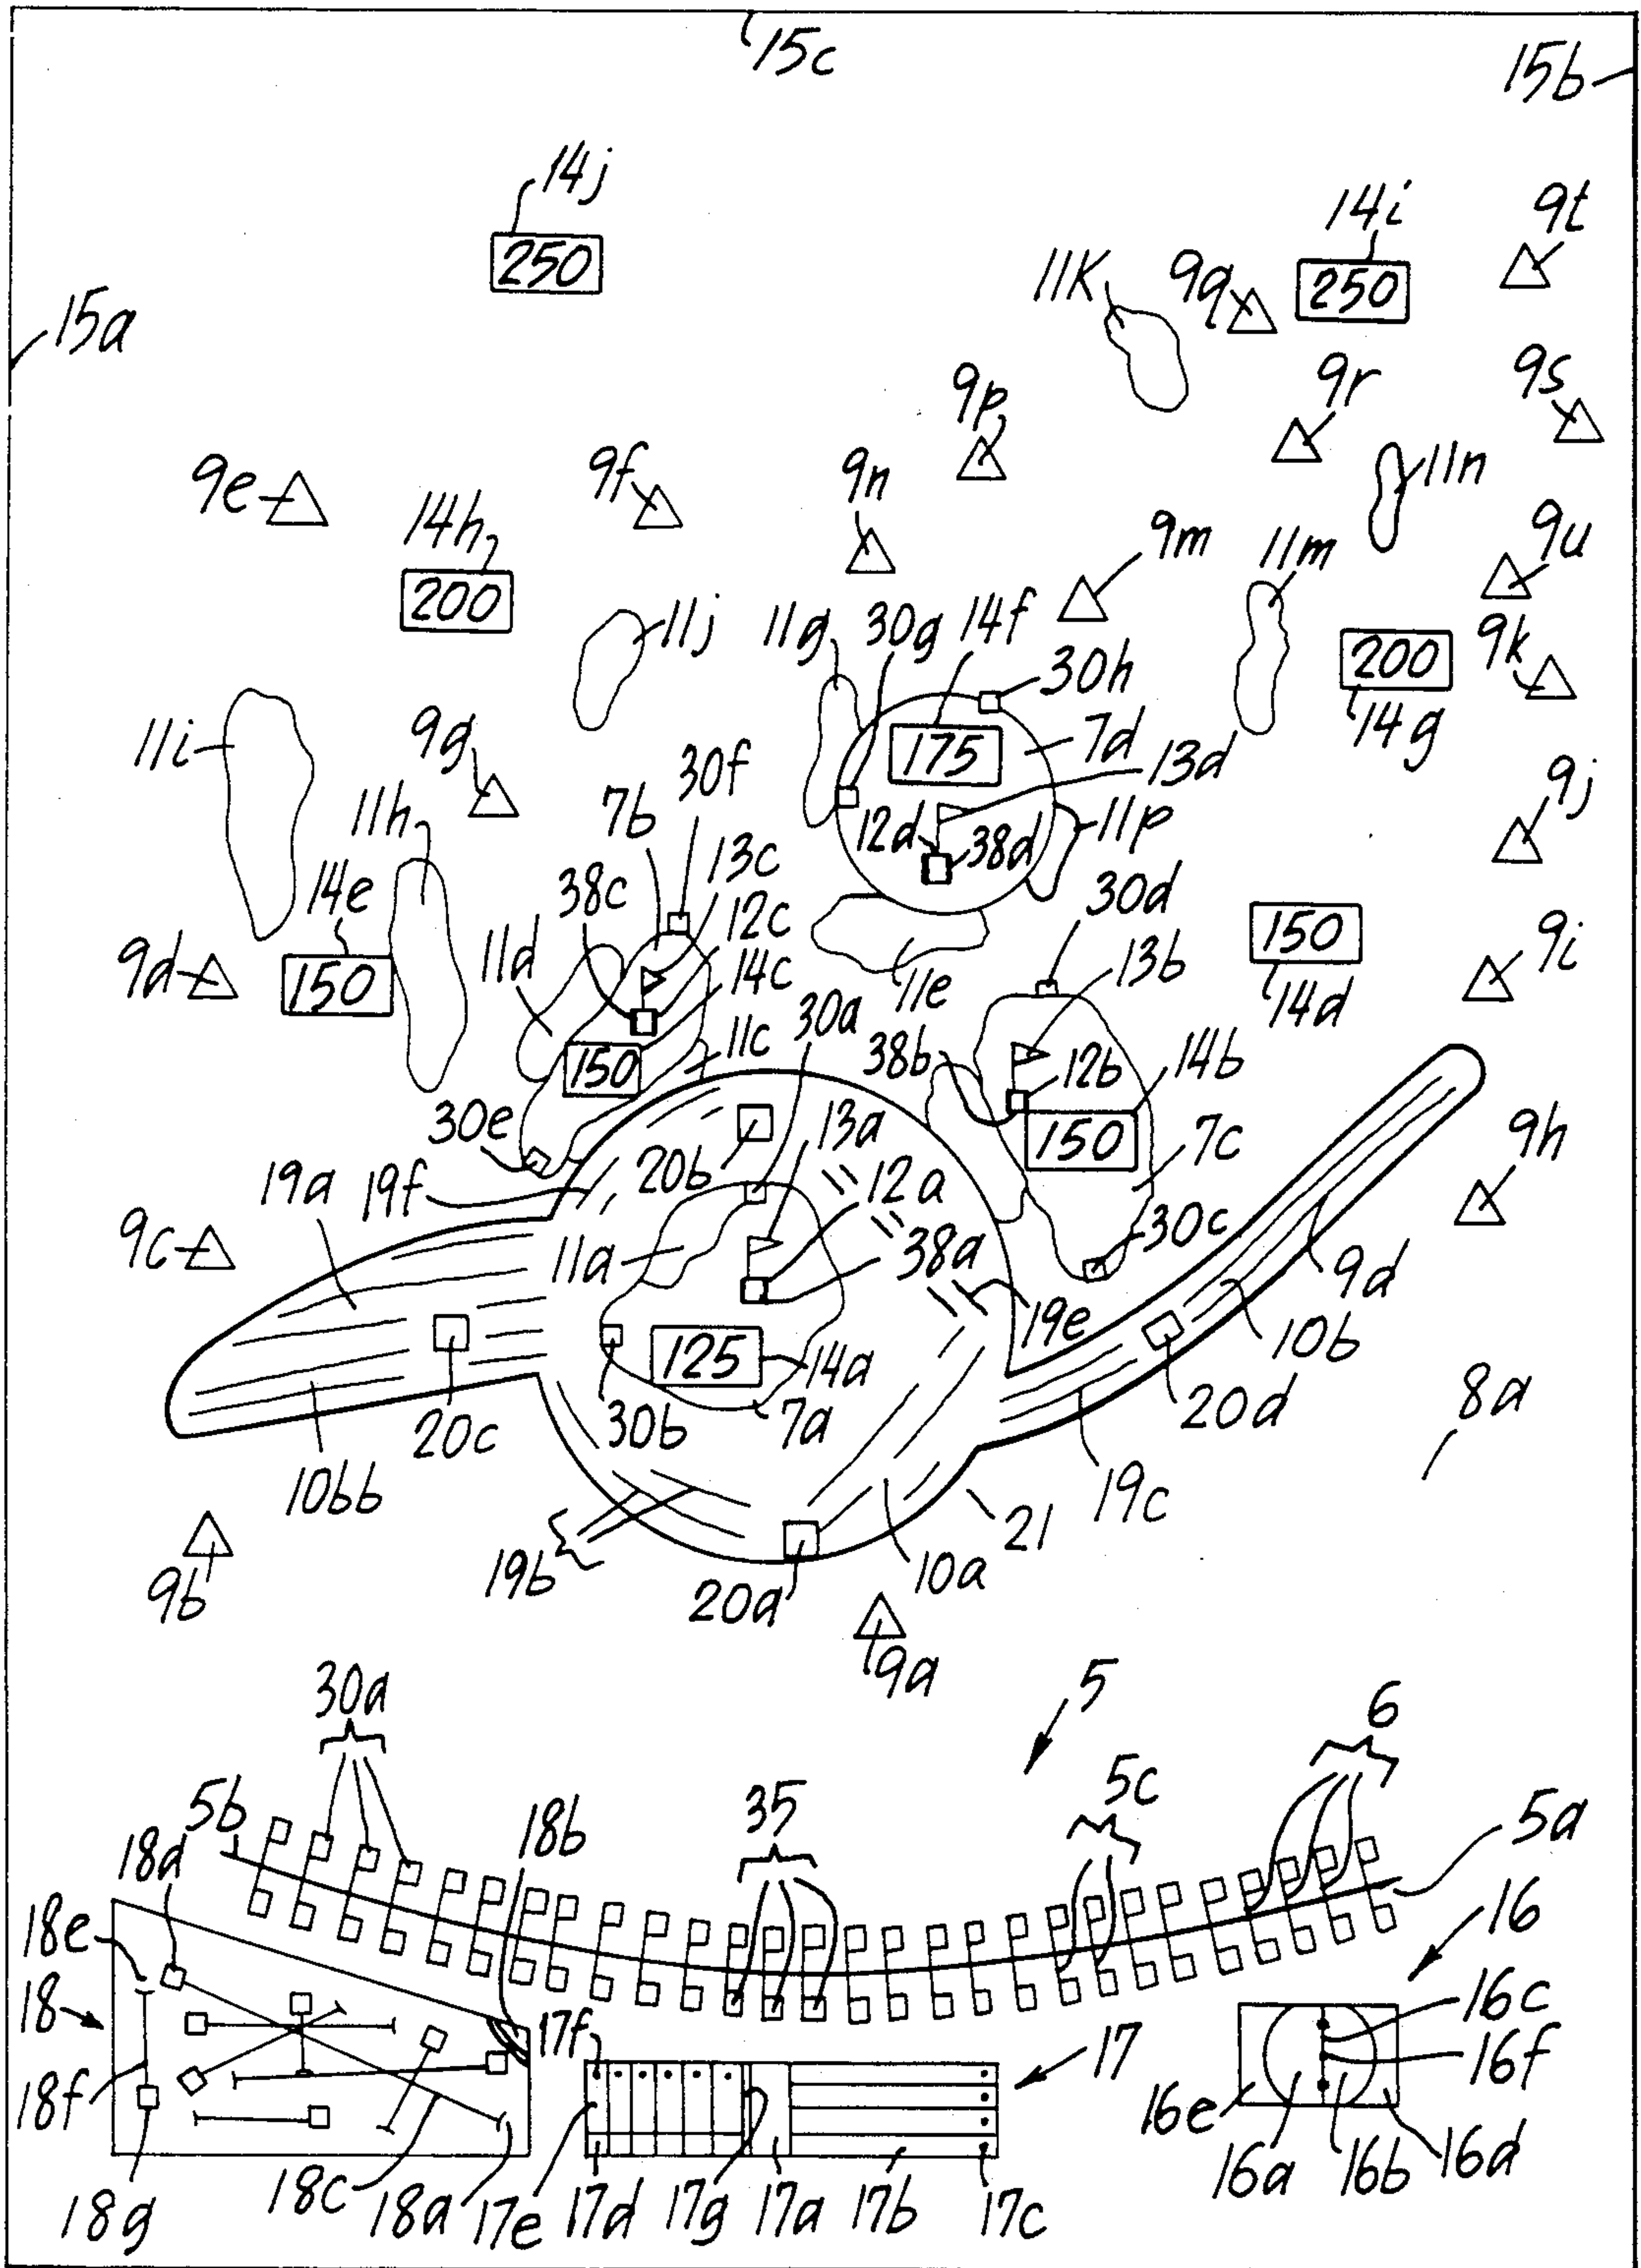 15c
15b
14j
250
14i
250
9t
11k
9q
15a
9p
9r
9s
9e
9f
9n
11n
14h
200
9m
11m
9u
11j
11g
30g
14f
30h
200
9k
14g
11i
9g
175
7d
13d
30f
9j
11h
7b
12d
38d
11p
13c
14e
38c
12c
30d
150
9d
150
11d
14c
11e
13b
14d
9i
30a
11c
38b
12b
14b
150
30e
13a
150
7c
9h
20b
12a
19a
19f
30c
9c
11a
38a
9d
19e
10b
125
14a
20d
8a
20c
30b
7a
10bb
19c
21
9b
19b
10a
20a
9a
5
30a
6
5c
5b
35
18b
5a
18d
18e
16
18
17f
17
16c
16f
18f
16e
18g
18c
18a
17e
17d
17g
17a
17b
17c
16a
16b
16d